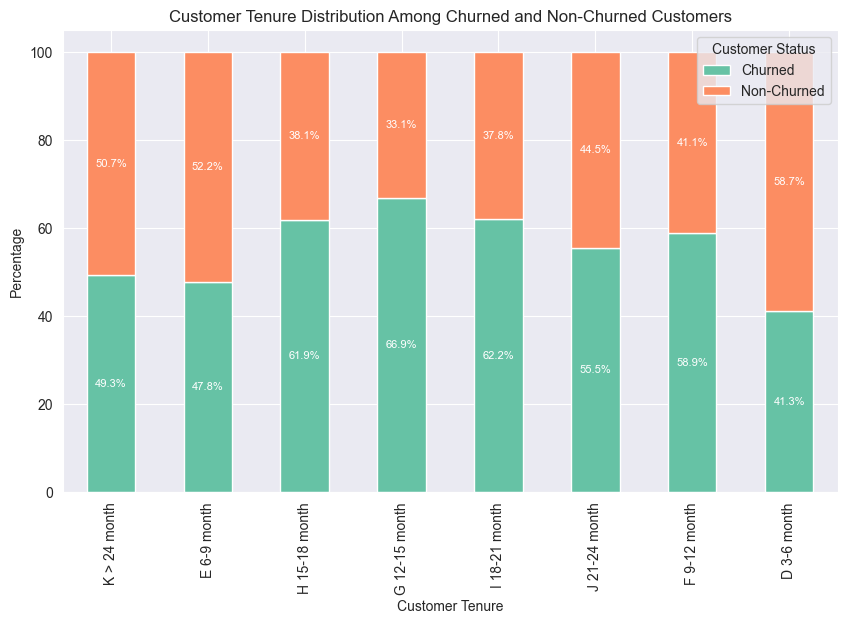 Customer Tenure Distribution Among Churned and Non-Churned Customers
Customer Status
Churned
Non-Churned
Percentage
100
80
60
40
20
0
50.7%
52.2%
38.1%
33.1%
37.8%
44.5%
41.1%
58.7%
49.3%
47.8%
61.9%
66.9%
62.2%
55.5%
58.9%
41.3%
K > 24 month
E 6-9 month
H 15-18 month
G 12-15 month
I 18-21 month
J 21-24 month
F 9-12 month
D 3-6 month
Customer Tenure